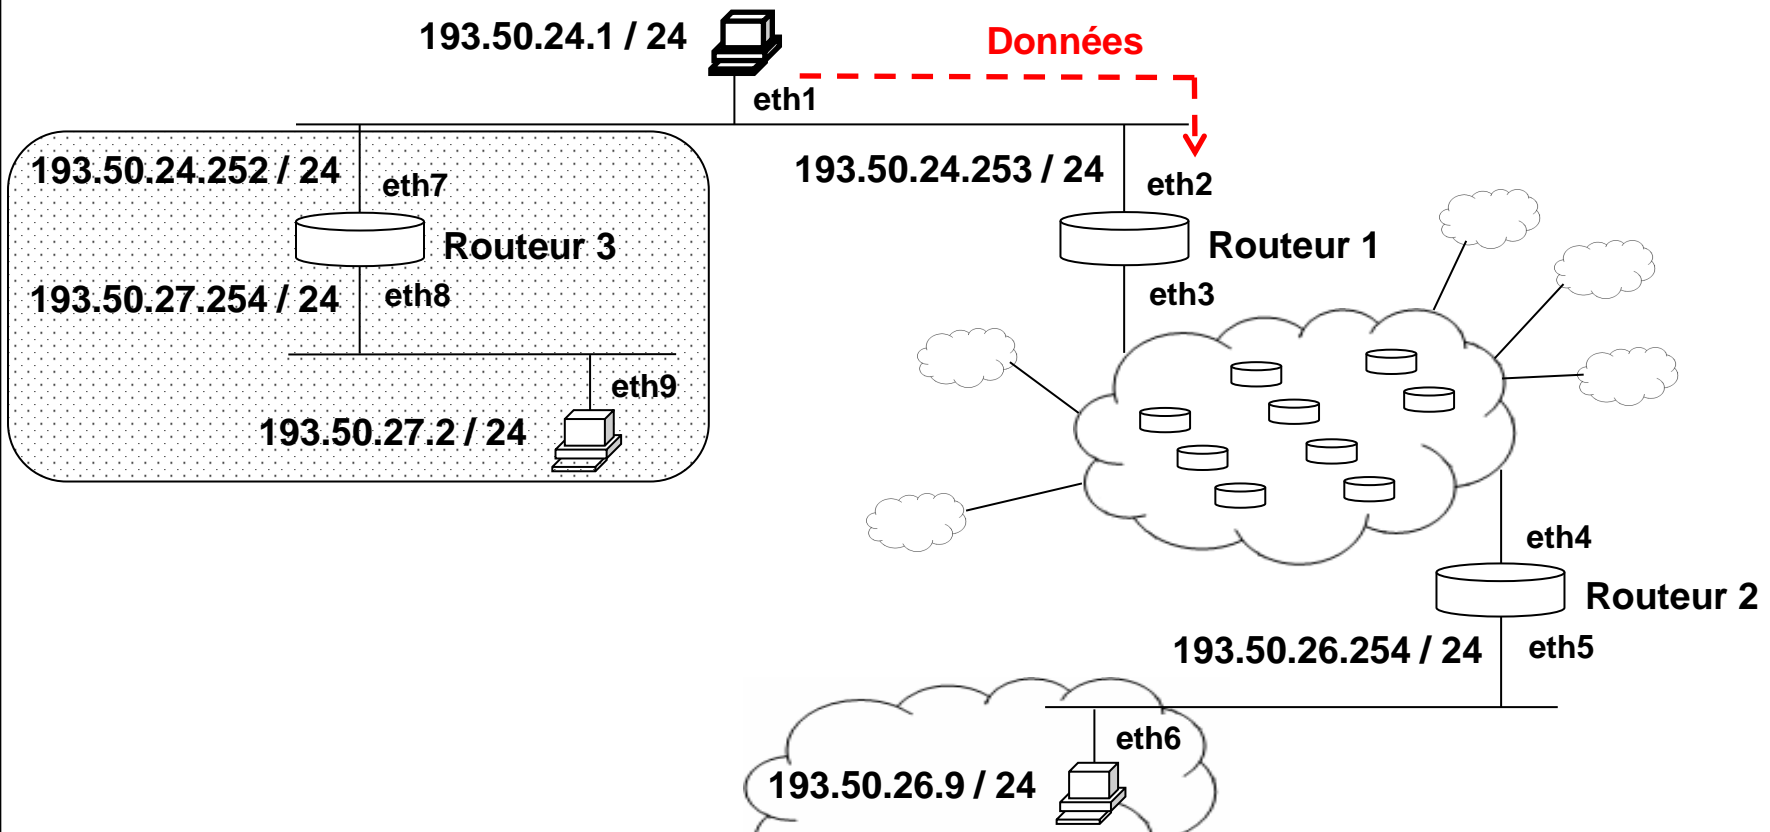 193.50.24.1 / 24
Données
eth1
193.50.24.252 / 24
eth7
193.50.24.253 / 24
eth2
Routeur 3
Routeur 1
193.50.27.254 / 24
eth8
eth3
eth9
193.50.27.2 / 24
eth4
Routeur 2
193.50.26.254 / 24
eth5
eth6
193.50.26.9 / 24